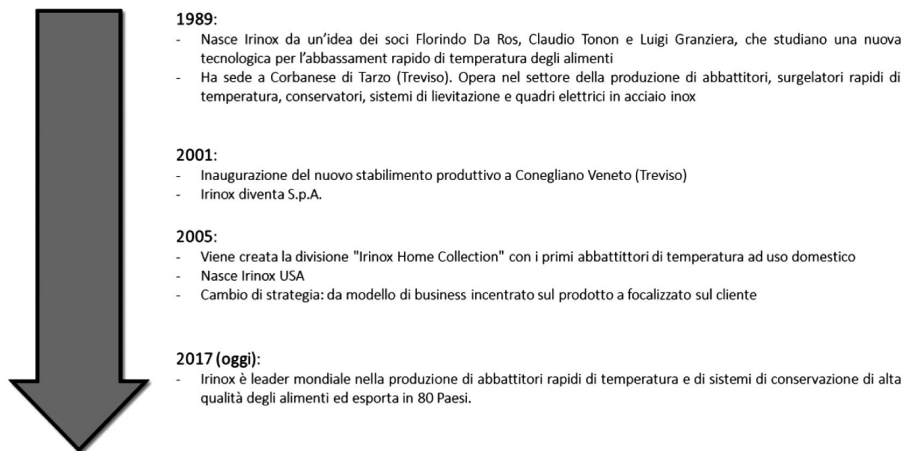 1989:
- Nasce Irinox da un'idea dei soci Florindo Da Ros, Claudio Tonon e Luigi Granziera, che studiano una nuova
tecnologica per l'abbassament rapido di temperatura degli alimenti
- Ha sede a Corbanese di Tarzo (Treviso). Opera nel settore della produzione di abbattitori, surgelatori rapidi di
temperatura, conservatori, sistemi di lievitazione e quadri elettrici in acciaio inox
2001:
- Inaugurazione del nuovo stabilimento produttivo a Conegliano Veneto (Treviso)
- Irinox diventa S.p.A.
2005:
- Viene creata la divisione "Irinox Home Collection" con i primi abbattittori di temperatura ad uso domestico
- Nasce Irinox USA
- Cambio di strategia: da modello di business incentrato sul prodotto a focalizzato sul cliente
2017 (oggi):
- Irinox è leader mondiale nella produzione di abbattitori rapidi di temperatura e di sistemi di conservazione di alta
qualità degli alimenti ed esporta in 80 Paesi.